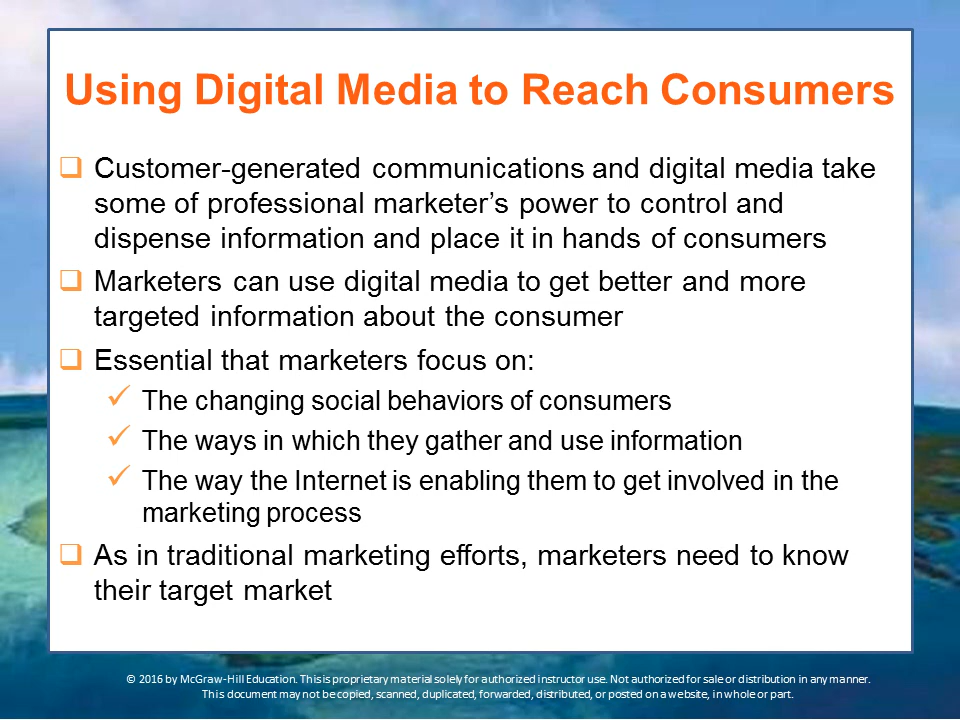 Using Digital Media to Reach Consumers
Customer-generated communications and digital media take
some of professional marketer’s power to control and
dispense information and place it in hands of consumers
Marketers can use digital media to get better and more
targeted information about the consumer
Essential that marketers focus on:
The changing social behaviors of consumers
The ways in which they gather and use information
The way the Internet is enabling them to get involved in the
marketing process
As in traditional marketing efforts, marketers need to know
their target market
© 2016 by McGraw-Hill Education. This is proprietary material solely for authorized instructor use. Not authorized for sale or distribution in any manner.
This document may not be copied, scanned, duplicated, forwarded, distributed, or posted on a website, in whole or part.